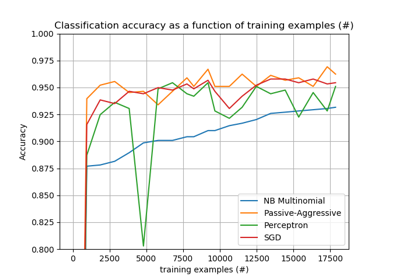 Classification accuracy as a function of training examples (#)
1.000
0.975
0.950
0.925
0.900
0.875
0.850
0.825
0.800
Accuracy
NB Multinomial
Passive-Aggressive
Perceptron
SGD
0 2500 5000 7500 10000 12500 15000 17500
training examples (#)